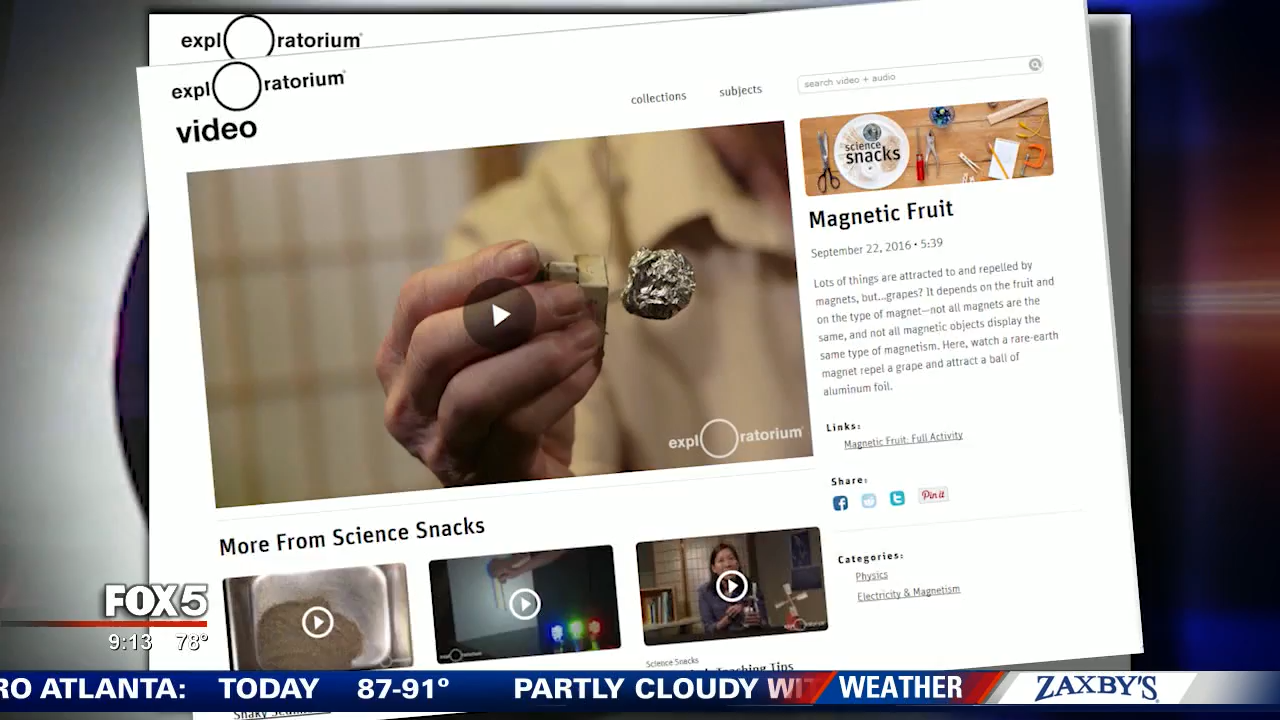 explOratorium
explOratorium
video
collections
subjects
search video + audio
science
snacks
Magnetic Fruit
September 22, 2016 • 5:39
Lots of things are attracted to and repelled by
magnets, but...grapes? It depends on the fruit and
on the type of magnet—not all magnets are the
same, and not all magnetic objects display the
same type of magnetism. Here, watch a rare-earth
magnet repel a grape and attract a ball of
aluminum foil.
Links:
Magnetic Fruit: Full Activity
Share:
Pin it
explOratorium
More From Science Snacks
Categories:
Physics
Electricity & Magnetism
Science Snacks
Teaching Tips
FOX 5
9:13 78°
RO ATLANTA: TODAY 87-91° PARTLY CLOUDY WI
WEATHER
ZAXBY'S